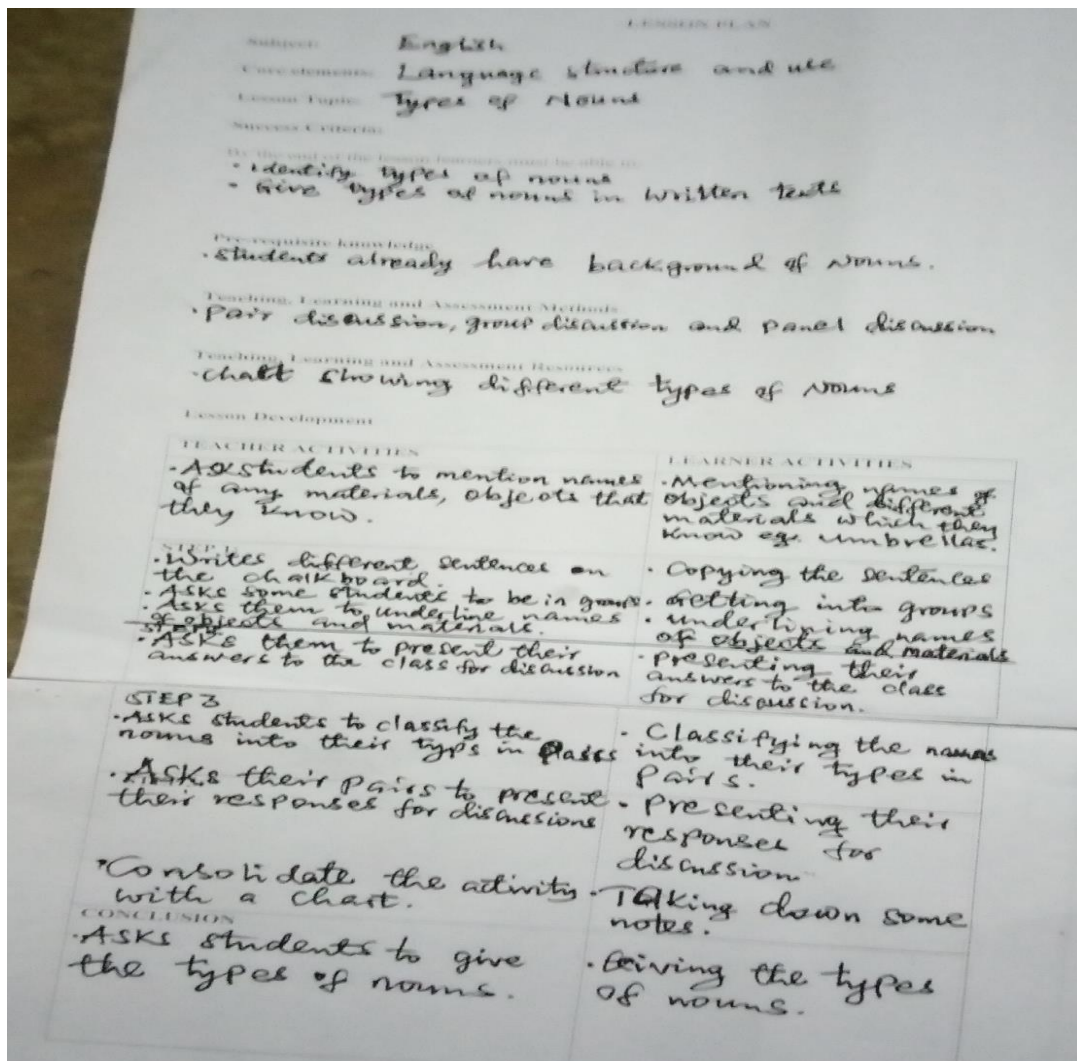 LESSON PLAN
Subject: English
Core elements: Language structure and use
Lesson Topic: Types of Nouns
Success Criteria:
By the end of the lesson learners must be able to:
· identify types of nouns
- Give types of nouns in written texts
Pre-requisite knowledge
· Students already have background of Nouns.
Teaching, Learning and Assessment Methods
· Pair discussion, group discussion and panel discussion
Teaching, Learning and Assessment Resources
· Chart showing different types of Nouns
Lesson Development
TEACHER ACTIVITIES
· Ask students to mention names
of any materials, objects that
they know.
· Writes different sentences on
the chalk board.
· Asks some students to be in groups
· Asks them to underline names
of objects and materials.
· Asks them to present their
answers to the class for discussion
STEP 3
· Asks students to classify the
nouns into their typs in pairs
· Asks their pairs to present
their responses for discussions
· Consolidate the activity
with a chart.
CONCLUSION
· Asks students to give
the types of nouns.
LEARNER ACTIVITIES
· Mentioning names of
objects and different
materials which they
know eg. umbrellas.
· Copying the sentences
· Getting into groups
· underlining names
of objects and materials
· Presenting their
answers to the class
for discussion.
· Classifying the names
into their types in
pairs.
· Presenting their
responses for
discussion
· Talking down some
notes.
· Giving the types
of nouns.